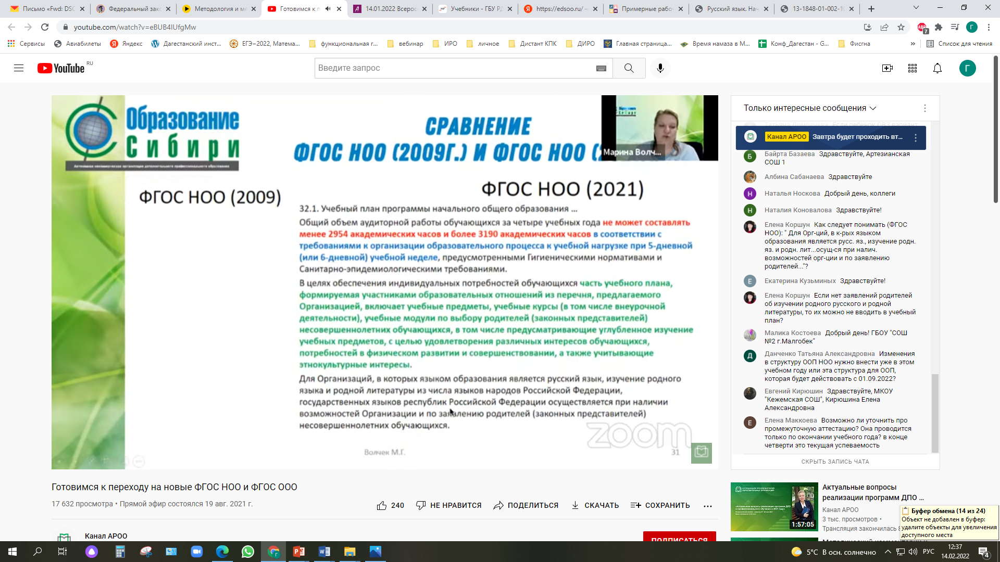 Письмо «Fwd: DSC
Федеральный зак
Методология и ме
Готовимся к п
14.01.2022 Всерос
Учебники - ГБУ РД
https://edsoo.ru/ –
Примерные рабо
Русский язык. Нач
13-1848-01-002-10
youtube.com/watch?v=eBUB4lUfgMw
ABP
7
Г
Сервисы
Авиабилеты
Яндекс
Дагестанский инст...
ЕГЭ–2022, Матема...
функциональная г...
вебинар
ИРО
личное
Дистант КПК
ДИРО
Главная страница...
Время намаза в М...
Конф_Дагестан - G...
Фисгна
»
Список для чтения
YouTube RU
Введите запрос
Г
Образование
Сибири
Автономная некоммерческая организация дополнительного профессионального образования
СРАВНЕНИЕ
ФГОС НОО (2009Г.) И ФГОС НОО (
Марина Волч...
ФГОС НОО (2009)
ФГОС НОО (2021)
32.1. Учебный план программы начального общего образования ...
Общий объем аудиторной работы обучающихся за четыре учебных года не может составлять
менее 2954 академических часов и более 3190 академических часов в соответствии с
требованиями к организации образовательного процесса к учебной нагрузке при 5-дневной
(или 6-дневной) учебной неделе, предусмотренными Гигиеническими нормативами и
Санитарно-эпидемиологическими требованиями.
В целях обеспечения индивидуальных потребностей обучающихся часть учебного плана,
формируемая участниками образовательных отношений из перечня, предлагаемого
Организацией, включает учебные предметы, учебные курсы (в том числе внеурочной
деятельности), учебные модули по выбору родителей (законных представителей)
несовершеннолетних обучающихся, в том числе предусматривающие углубленное изучение
учебных предметов, с целью удовлетворения различных интересов обучающихся,
потребностей в физическом развитии и совершенствовании, а также учитывающие
этнокультурные интересы.
Для Организаций, в которых языком образования является русский язык, изучение родного
языка и родной литературы из числа языков народов Российской Федерации,
государственных языков республик Российской Федерации осуществляется при наличии
возможностей Организации и по заявлению родителей (законных представителей)
несовершеннолетних обучающихся.
zoom
Волчек М.Г.
31
Только интересные сообщения
Канал АРОО Завтра будет проходить вт...
Байрта Базаева Здравствуйте, Артезианская
СОШ 1
Албина Сабанаева Здравствуйте
Наталья Носкова Добрый день, коллеги
Наталия Коновалова Здравствуйте!
Елена Коршун Как следует понимать (ФГОС
НОО): " Для Орг-ций, в к-рых языком
образования является русс. яз., изучение родн.
яз. и родн. лит...осущ-ся при налич.
возможностей орг-ции и по заявлению
родителей..."?
Екатерина Кузьминых Здравствуйте!
Елена Коршун Если нет заявлений родителей
об изучении родного русского и родной
литературы, то их можно не вводить в учебный
план?
Малика Костоева Добрый день! ГБОУ "СОШ
№2 г.Малгобек"
Данченко Татьяна Александровна Изменения
в структуру ООП НОО нужно внести уже в этом
учебном году или эта структура для ООП,
которая будет действовать с 01.09.2022?
Евгений Кирюшин Здравствуйте, МКОУ
"Кежемская СОШ", Кирюшина Елена
Александровна
Елена Маккоева Возможно ли уточнить про
промежуточную аттестацию? Она проводится
только по окончании учебного года? в конце
четверти это текущая успеваемость
СКРЫТЬ ЗАПИСЬ ЧАТА
Готовимся к переходу на новые ФГОС НОО и ФГОС ООО
17 632 просмотра • Прямой эфир состоялся 19 авг. 2021 г.
240
НЕ НРАВИТСЯ
ПОДЕЛИТЬСЯ
СКАЧАТЬ
СОХРАНИТЬ
Канал АРОО
ПОДПИСАТЬСЯ
1:57:05
Актуальные вопросы
реализации программ ДПО ...
Канал АРОО
3 тыс. просмотров •
Трансляция закончилась
Буфер обмена (14 из 24)
Объект не добавлен в буфер:
удалите объекты для увеличения
доступного места
5°C В осн. солнечно
РУС
12:37
14.02.2022
4